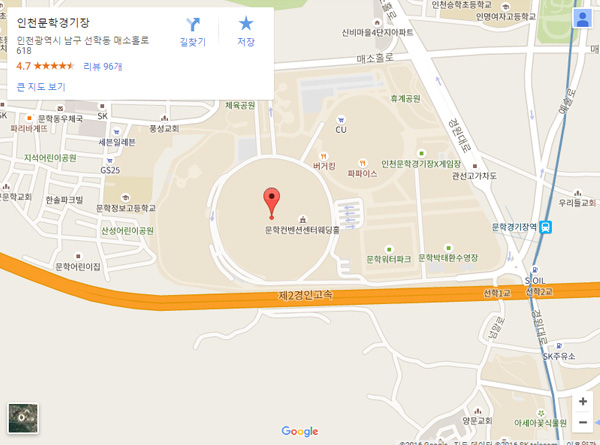 인천문학경기장
인천광역시 남구 선학동 매소홀로
618
4.7
리뷰 96개
큰 지도 보기
길찾기
저장
신비마을4단지아파트
인천승학초등학교
인명여자고등학교
매소홀로
매소홀로
예월로
경원대로
체육공원
휴게공원
SK
문학동우체국
파리바게뜨
세븐일레븐
풍성교회
지석어린이공원
GS25
CU
버거킹
파파이스
인천문학경기장X게임장
관선고가차도
우리들교회
문학교회
한솔파크빌
문학정보고등학교
산성어린이공원
문학컨벤션센터웨딩홀
문학경기장역
문학어린이집
문학워터파크
문학박태환수영장
S-OIL
선학1교
선학2교
제2경인고속
넘말로
경원대로
SK주유소
양문교회
아세아꽃식물원
Google